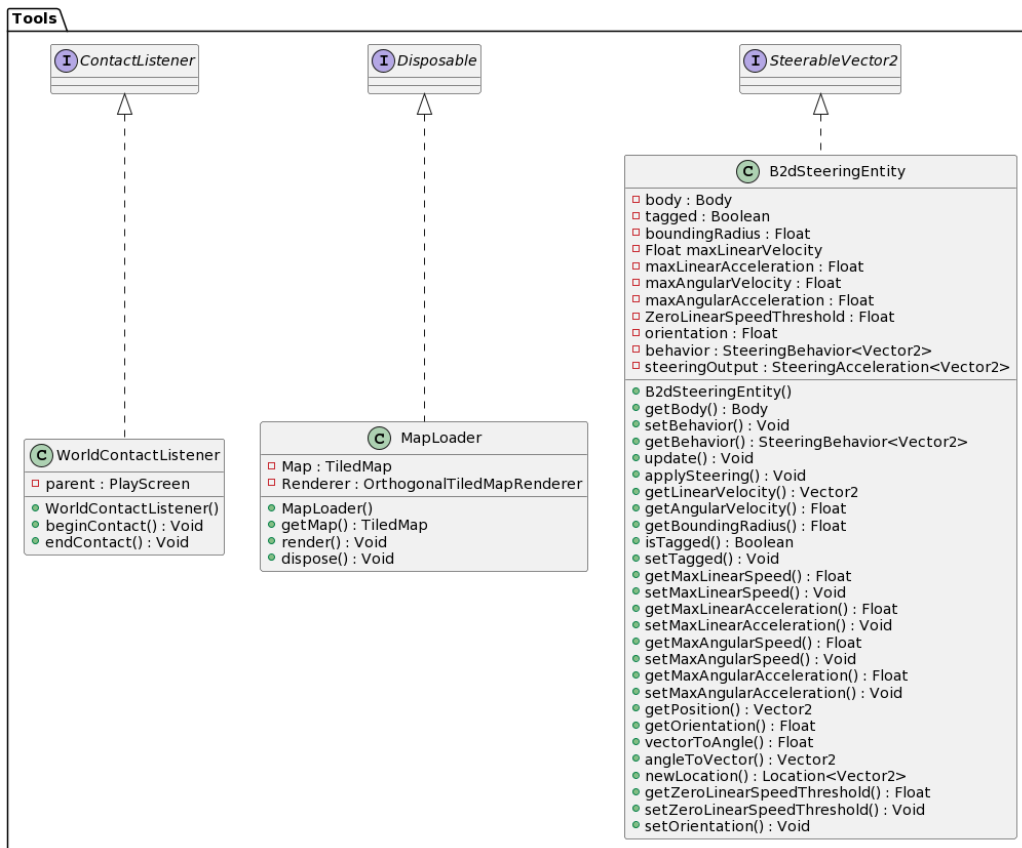 Tools
I ContactListener
I Disposable
I SteerableVector2
C B2dSteeringEntity
body : Body
tagged : Boolean
boundingRadius : Float
Float maxLinearVelocity
maxLinearAcceleration : Float
maxAngularVelocity : Float
maxAngularAcceleration : Float
ZeroLinearSpeedThreshold : Float
orientation : Float
behavior : SteeringBehavior<Vector2>
steeringOutput : SteeringAcceleration<Vector2>
B2dSteeringEntity()
getBody() : Body
setBehavior() : Void
getBehavior() : SteeringBehavior<Vector2>
update() : Void
applySteering() : Void
getLinearVelocity() : Vector2
getAngularVelocity() : Float
getBoundingRadius() : Float
isTagged() : Boolean
setTagged() : Void
getMaxLinearSpeed() : Float
setMaxLinearSpeed() : Void
getMaxLinearAcceleration() : Float
setMaxLinearAcceleration() : Void
getMaxAngularSpeed() : Float
setMaxAngularSpeed() : Void
getMaxAngularAcceleration() : Float
setMaxAngularAcceleration() : Void
getPosition() : Vector2
getOrientation() : Float
vectorToAngle() : Float
angleToVector() : Vector2
newLocation() : Location<Vector2>
getZeroLinearSpeedThreshold() : Float
setZeroLinearSpeedThreshold() : Void
setOrientation() : Void
C WorldContactListener
parent : PlayScreen
WorldContactListener()
beginContact() : Void
endContact() : Void
C MapLoader
Map : TiledMap
Renderer : OrthogonalTiledMapRenderer
MapLoader()
getMap() : TiledMap
render() : Void
dispose() : Void